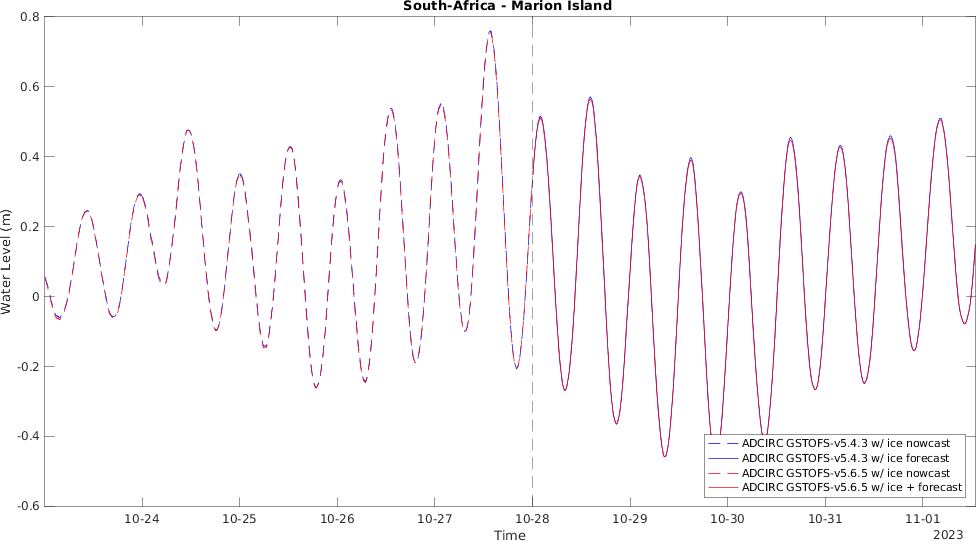 South-Africa - Marion Island
0.8
0.6
0.4
0.2
0
-0.2
-0.4
-0.6
Water Level (m)
ADCIRC GSTOFS-v5.4.3 w/ ice nowcast
ADCIRC GSTOFS-v5.4.3 w/ ice forecast
ADCIRC GSTOFS-v5.6.5 w/ ice nowcast
ADCIRC GSTOFS-v5.6.5 w/ ice + forecast
10-24 10-25 10-26 10-27 10-28 10-29 10-30 10-31 11-01
Time
2023